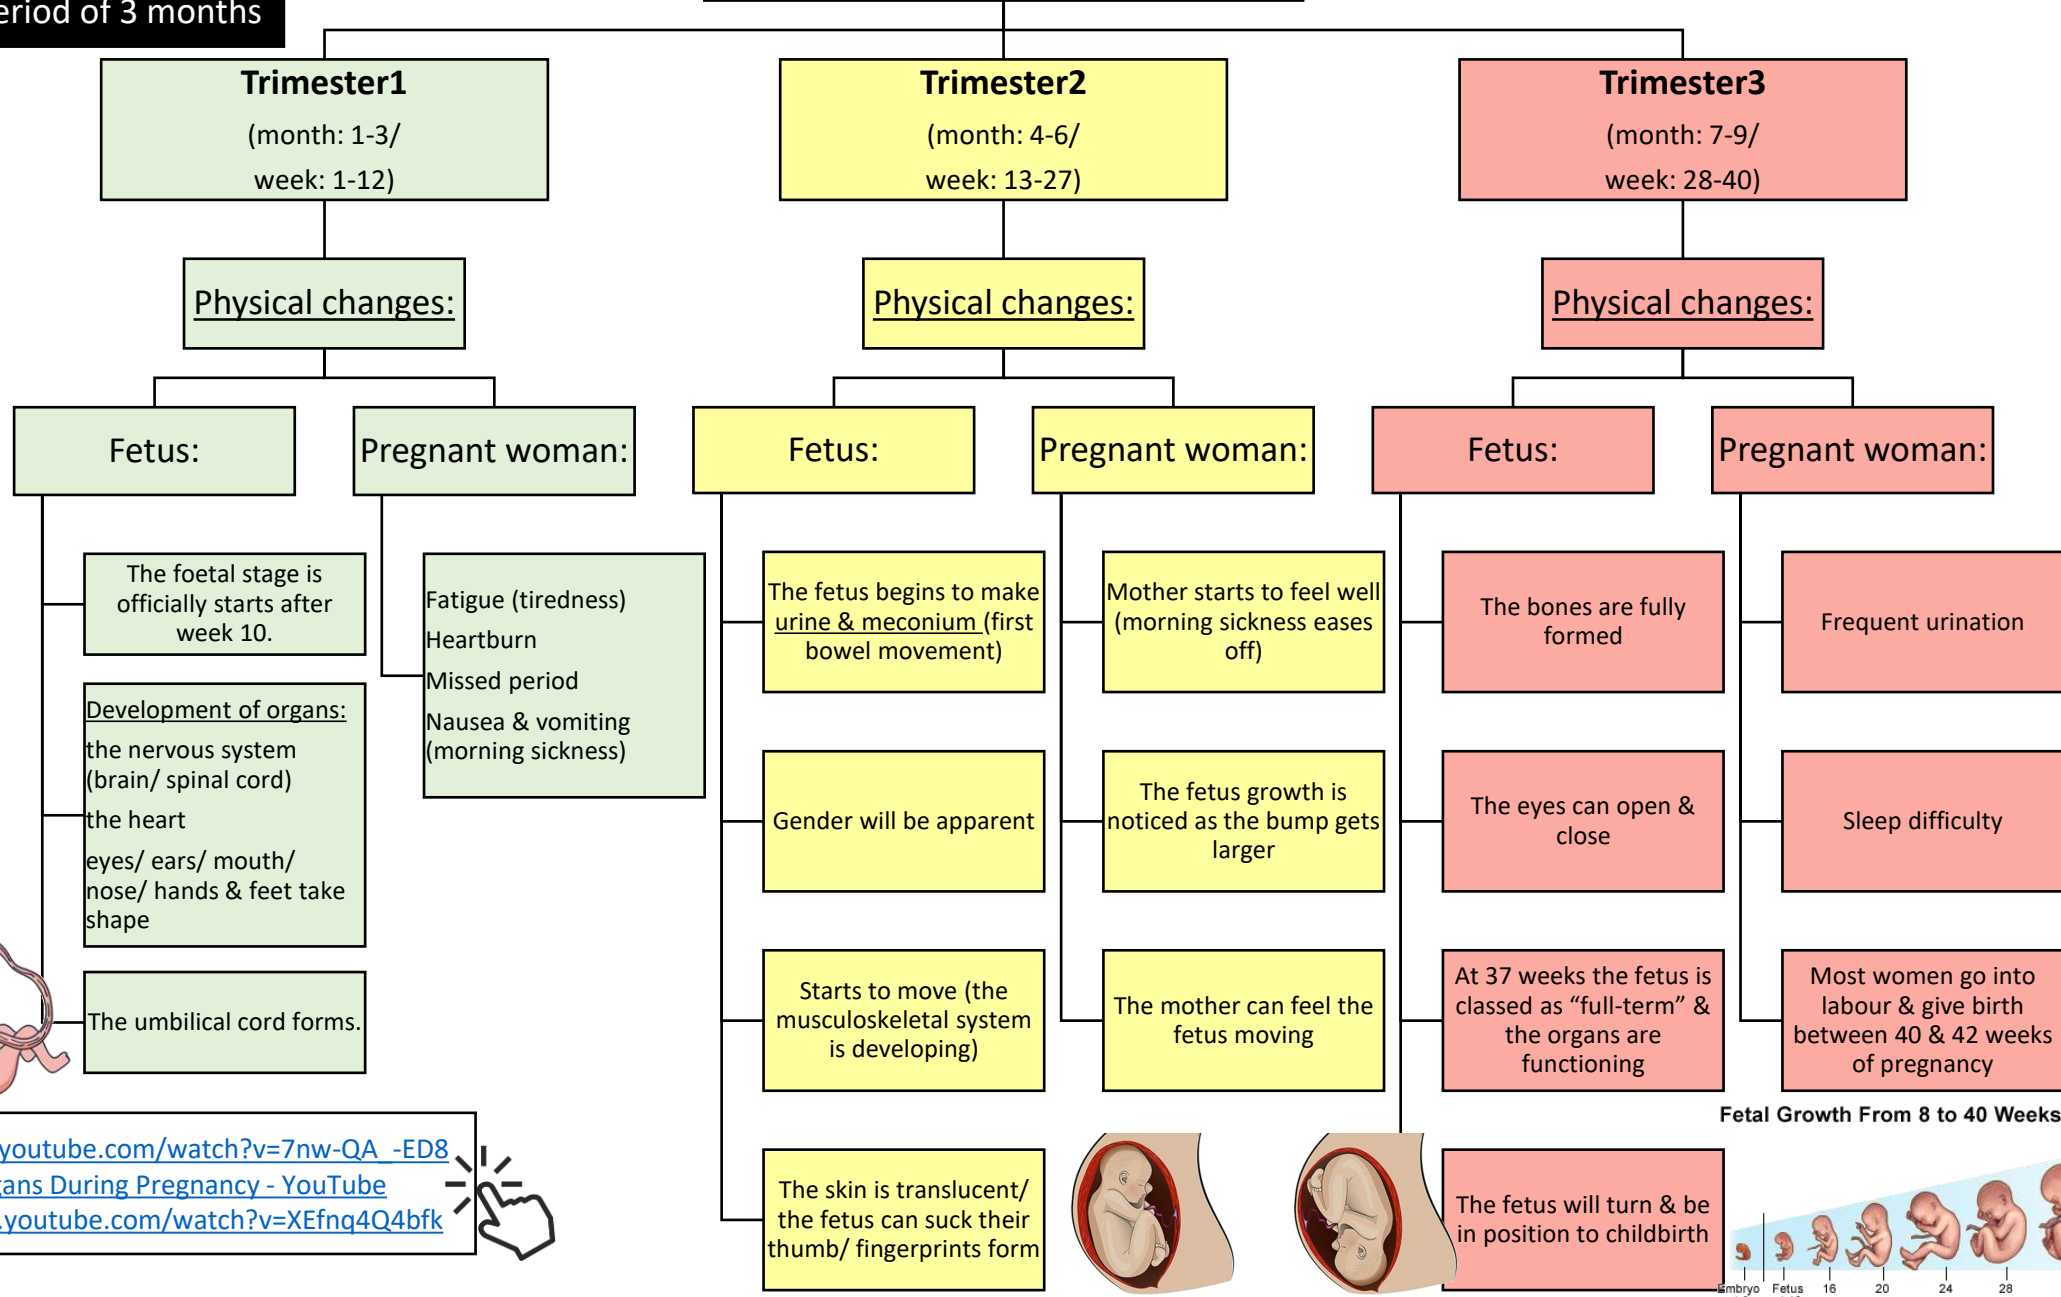 eriod of 3 months
Trimester1
(month: 1-3/
week: 1-12)
Trimester2
(month: 4-6/
week: 13-27)
Trimester3
(month: 7-9/
week: 28-40)
Physical changes:
Physical changes:
Physical changes:
Fetus:
Pregnant woman:
Fetus:
Pregnant woman:
Fetus:
Pregnant woman:
The foetal stage is
officially starts after
week 10.
Development of organs:
the nervous system
(brain/ spinal cord)
the heart
eyes/ ears/ mouth/
nose/ hands & feet take
shape
The umbilical cord forms.
Fatigue (tiredness)
Heartburn
Missed period
Nausea & vomiting
(morning sickness)
The fetus begins to make
urine & meconium (first
bowel movement)
Gender will be apparent
Starts to move (the
musculoskeletal system
is developing)
The skin is translucent/
the fetus can suck their
thumb/ fingerprints form
Mother starts to feel well
(morning sickness eases
off)
The fetus growth is
noticed as the bump gets
larger
The mother can feel the
fetus moving
The bones are fully
formed
The eyes can open &
close
At 37 weeks the fetus is
classed as “full-term” &
the organs are
functioning
The fetus will turn & be
in position to childbirth
Frequent urination
Sleep difficulty
Most women go into
labour & give birth
between 40 & 42 weeks
of pregnancy
youtube.com/watch?v=7nw-QA_-ED8
gans During Pregnancy - YouTube
.youtube.com/watch?v=XEfnq4Q4bfk
Fetal Growth From 8 to 40 Weeks
Embryo Fetus 16 20 24 28